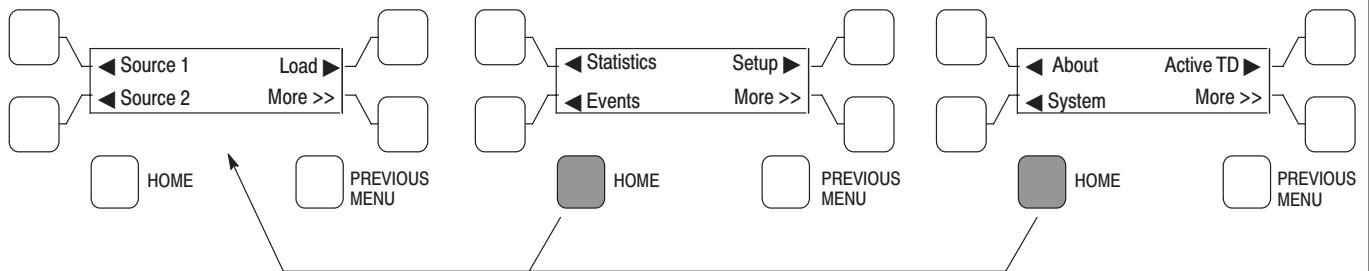 ◀ Source 1 Load ▶
◀ Source 2 More >>
HOME
PREVIOUS
MENU
◀ Statistics Setup ▶
◀ Events More >>
HOME
PREVIOUS
MENU
◀ About Active TD ▶
◀ System More >>
HOME
PREVIOUS
MENU